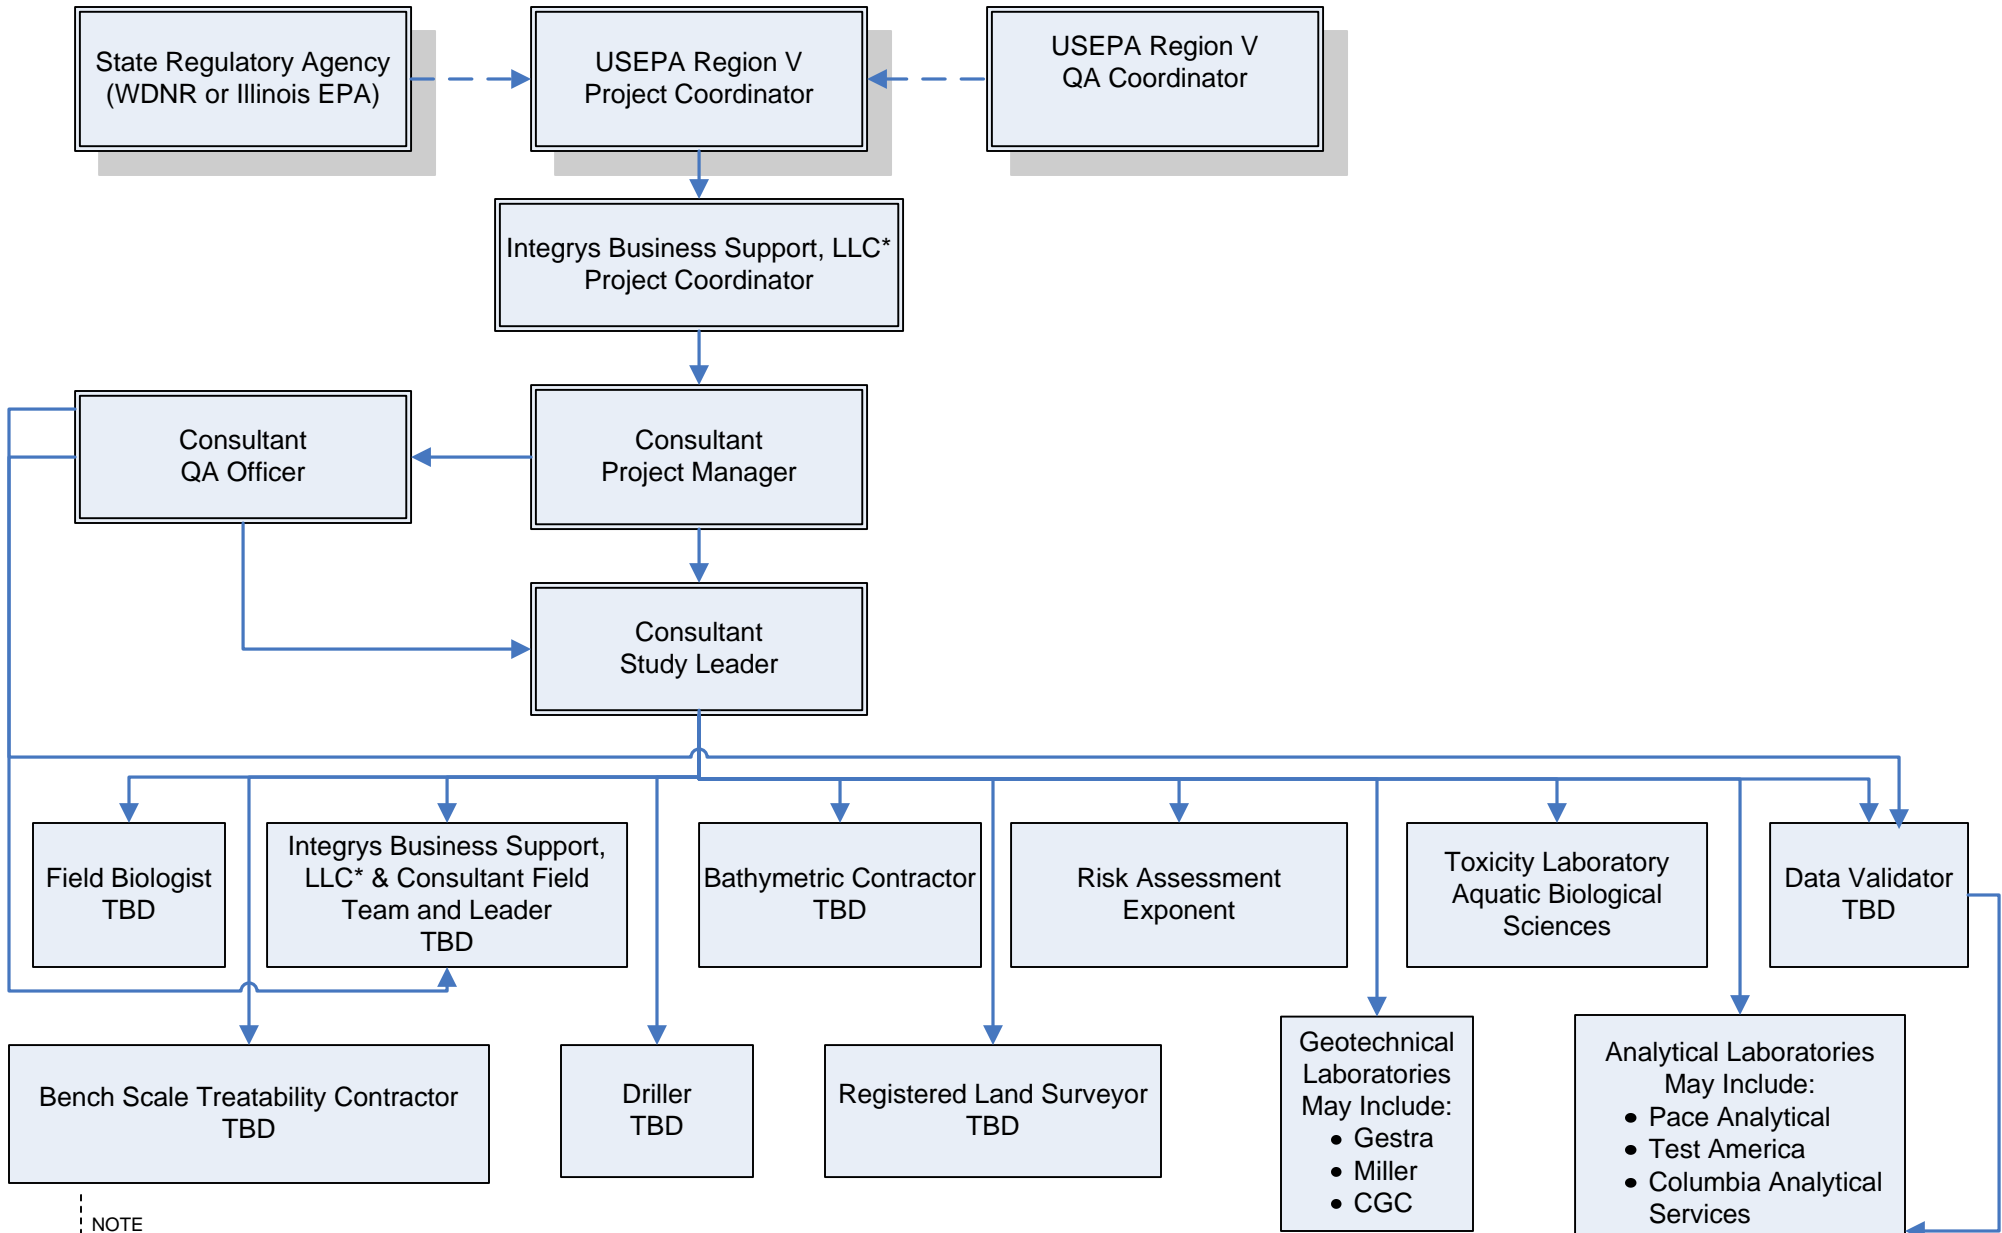 State Regulatory Agency
(WDNR or Illinois EPA)
USEPA Region V
Project Coordinator
USEPA Region V
QA Coordinator
Integrys Business Support, LLC*
Project Coordinator
Consultant
QA Officer
Consultant
Project Manager
Consultant
Study Leader
Field Biologist
TBD
Integrys Business Support,
LLC* & Consultant Field
Team and Leader
TBD
Bathymetric Contractor
TBD
Risk Assessment
Exponent
Toxicity Laboratory
Aquatic Biological
Sciences
Data Validator
TBD
Bench Scale Treatability Contractor
TBD
Driller
TBD
Registered Land Surveyor
TBD
Geotechnical
Laboratories
May Include:
• Gestra
• Miller
• CGC
Analytical Laboratories
May Include:
• Pace Analytical
• Test America
• Columbia Analytical
Services
NOTE